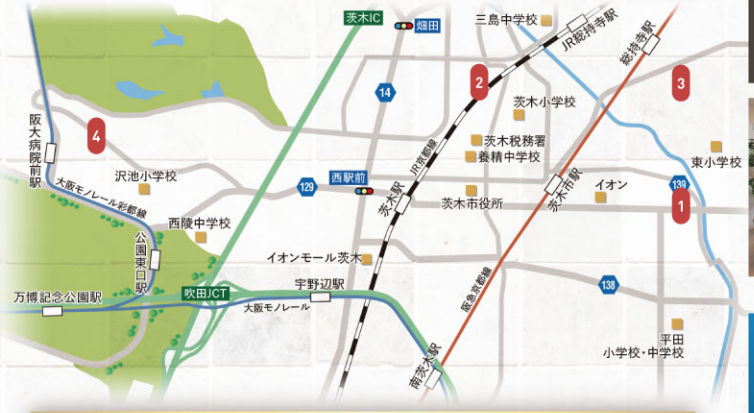 茨木IC
畑田
三島中学校
JR総持寺駅
総持寺駅
14
2
3
茨木小学校
4
阪大病院前駅
茨木税務署
養精中学校
JR京都線
東小学校
沢池小学校
大阪モノレール彩都線
129
西駅前
茨木駅
茨木市役所
茨木市駅
イオン
139
1
西陵中学校
公園東口駅
イオンモール茨木
万博記念公園駅
吹田JCT
宇野辺駅
大阪モノレール
阪急京都線
138
南茨木駅
平田
小学校・中学校